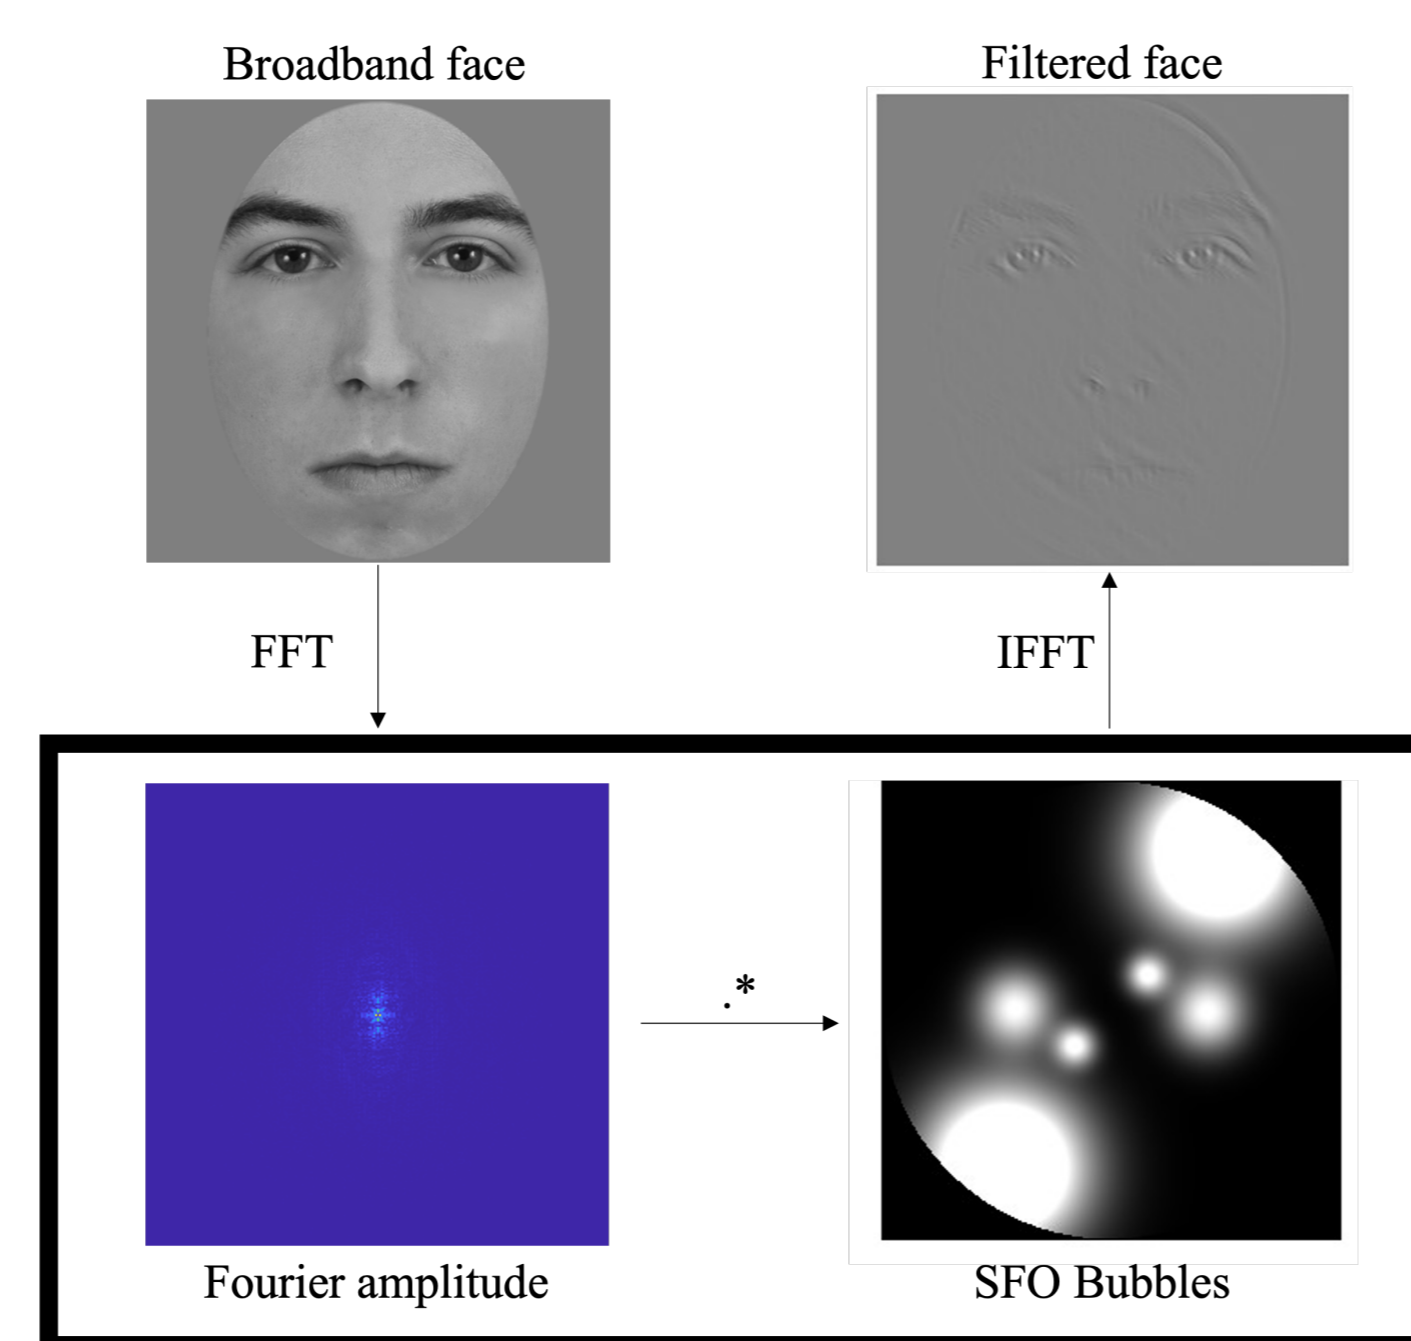 Broadband face
Filtered face
FFT
IFFT
.*
Fourier amplitude
SFO Bubbles